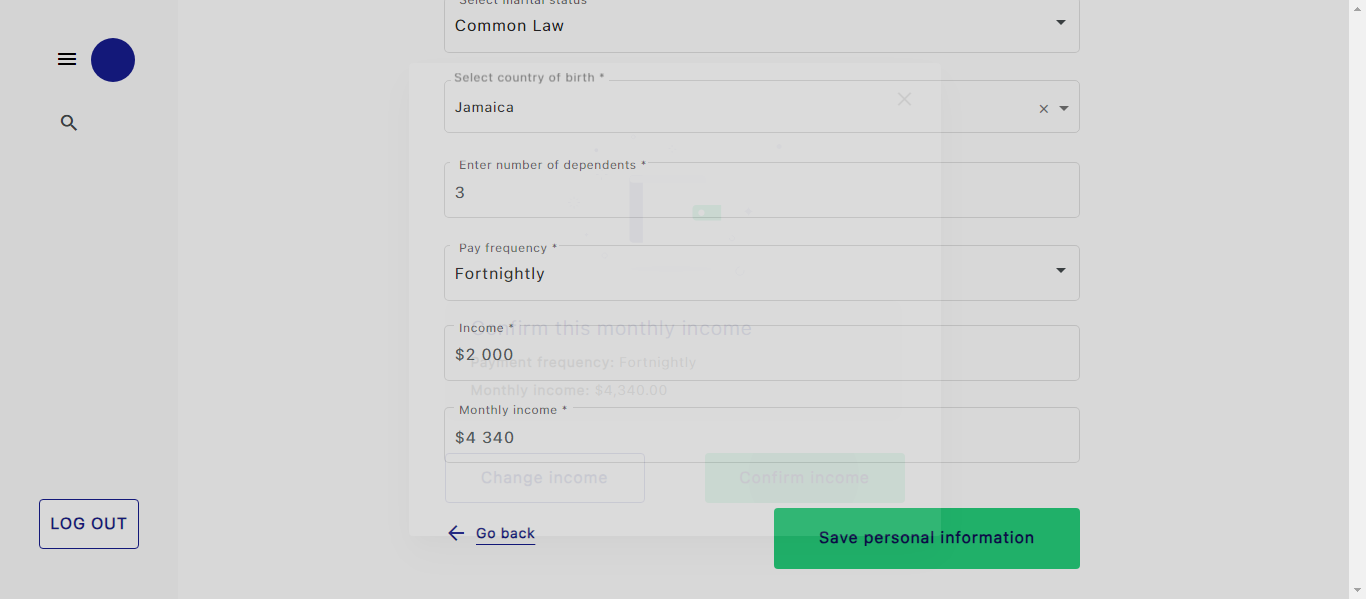 Select marital status
Common Law
Select country of birth *
Jamaica
Enter number of dependents *
3
Pay frequency *
Fortnightly
Income *
$2 000
Confirm this monthly income
Payment frequency: Fortnightly
Monthly income: $4,340.00
Monthly income *
$4 340
Change income
Confirm income
LOG OUT
Go back
Save personal information